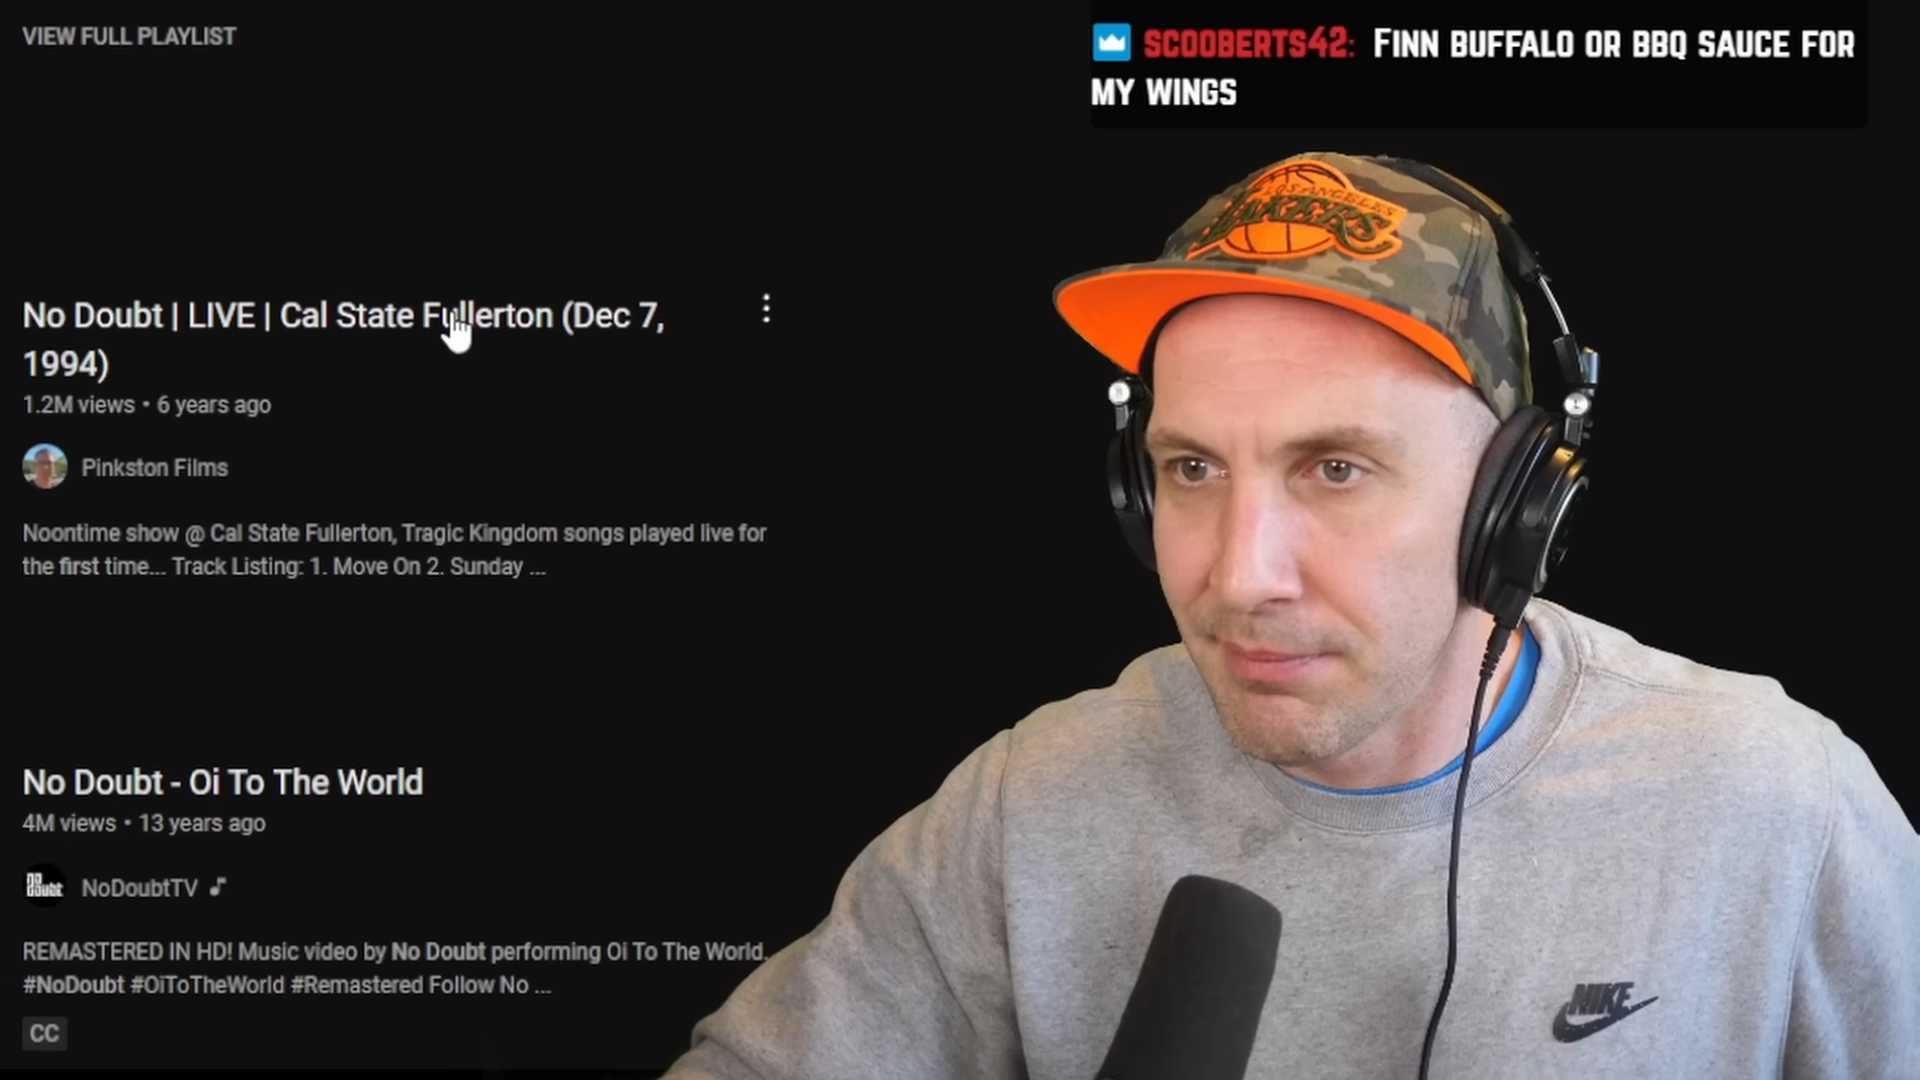 VIEW FULL PLAYLIST
SCOOBERTS42: FINN BUFFALO OR BBQ SAUCE FOR
MY WINGS
LOS ANGELES
LAKERS
No Doubt | LIVE | Cal State Fullerton (Dec 7,
1994)
1.2M views • 6 years ago
Pinkston Films
Noontime show @ Cal State Fullerton, Tragic Kingdom songs played live for
the first time... Track Listing: 1. Move On 2. Sunday ...
No Doubt - Oi To The World
4M views • 13 years ago
no doubt
NoDoubtTV
REMASTERED IN HD! Music video by No Doubt performing Oi To The World.
#NoDoubt #OiToTheWorld #Remastered Follow No ...
CC
NIKE